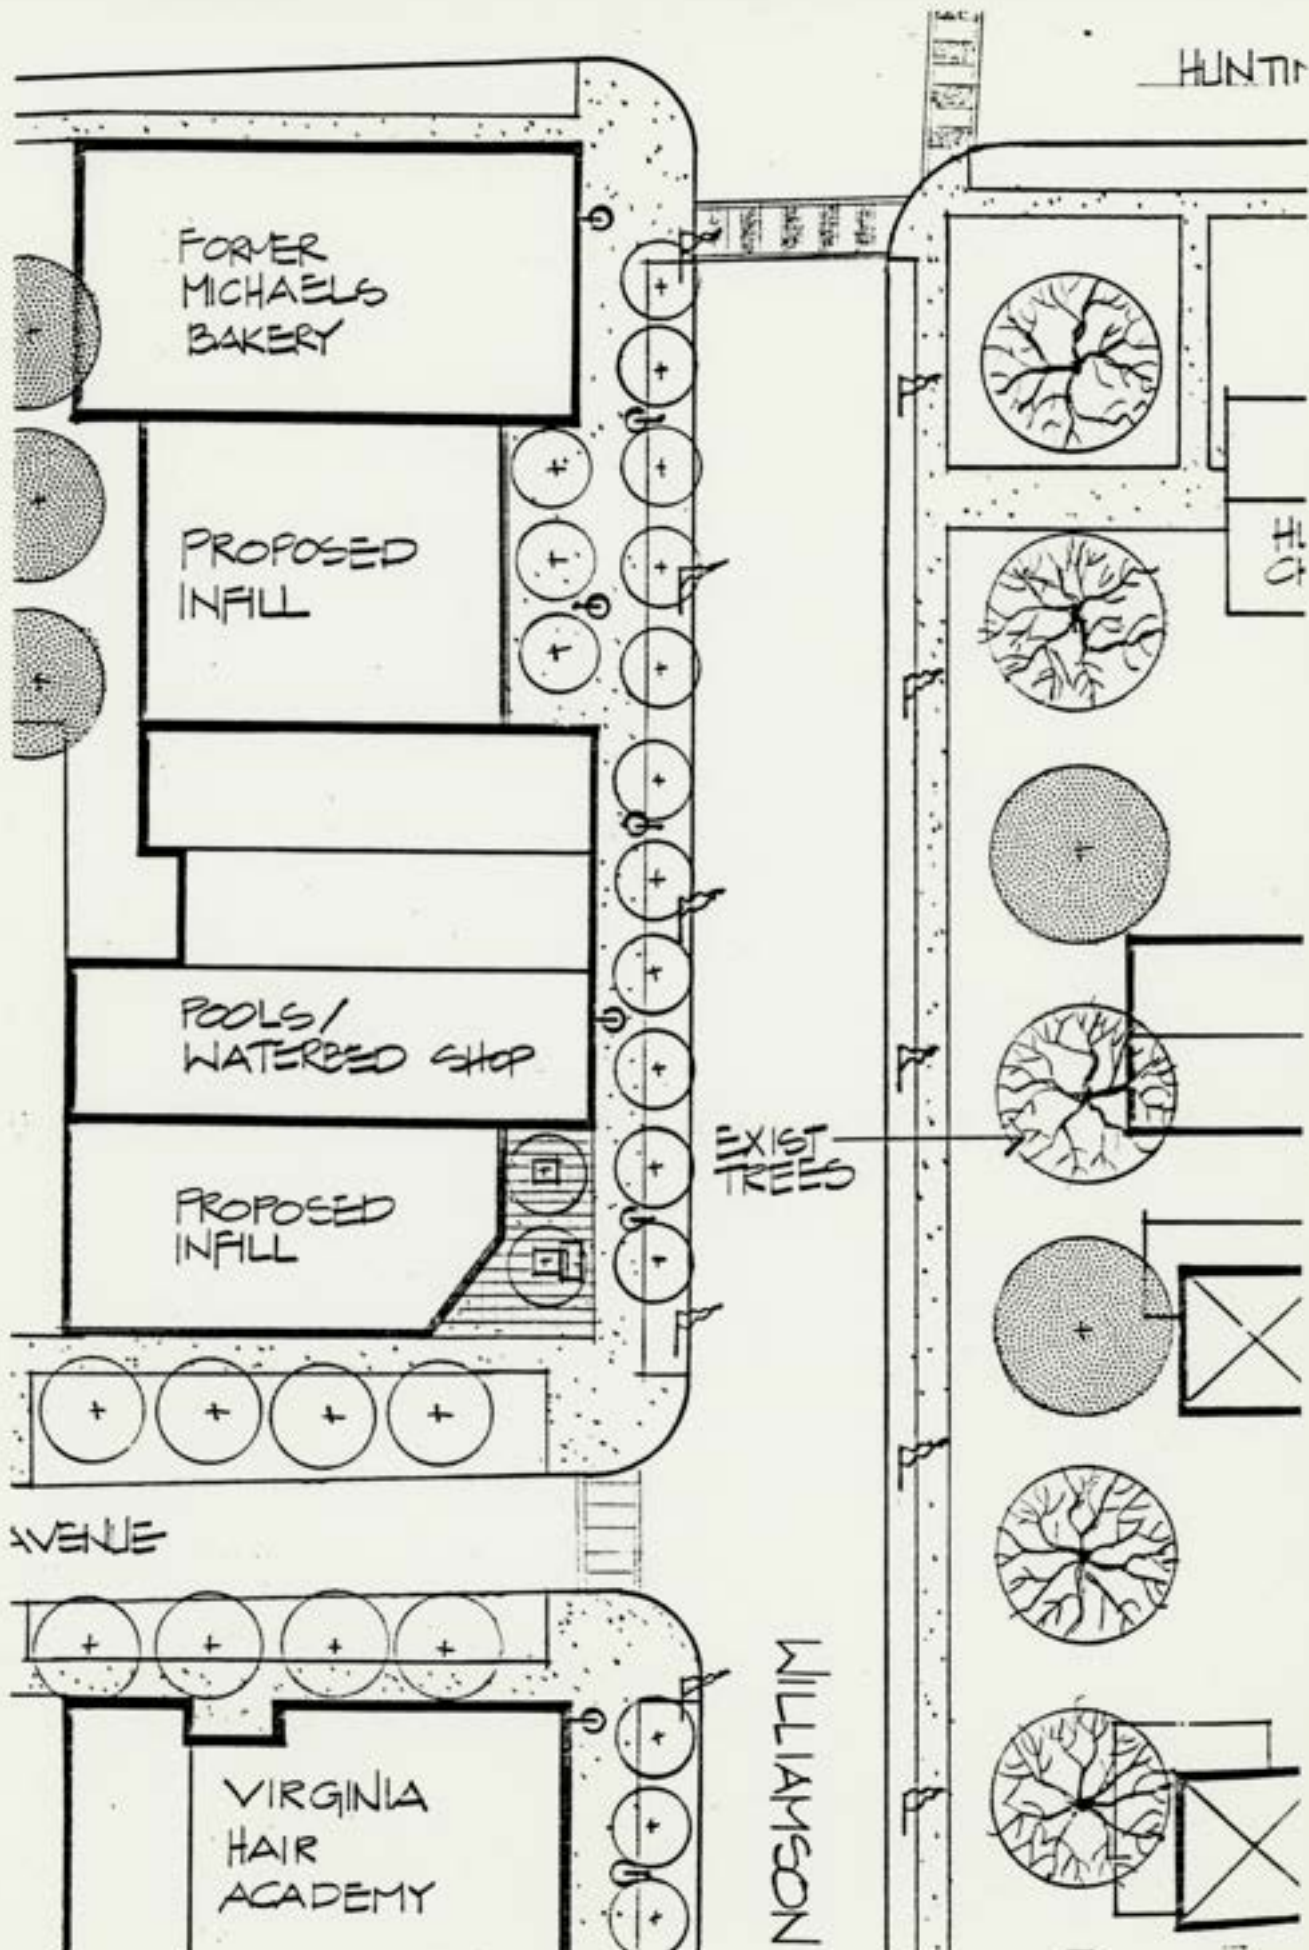 HUNTIN
FORMER
MICHAELS
BAKERY
PROPOSED
INFILL
POOLS/
WATERBED SHOP
EXIST
TREES
PROPOSED
INFILL
AVENUE
WILLIAMSON
VIRGINIA
HAIR
ACADEMY